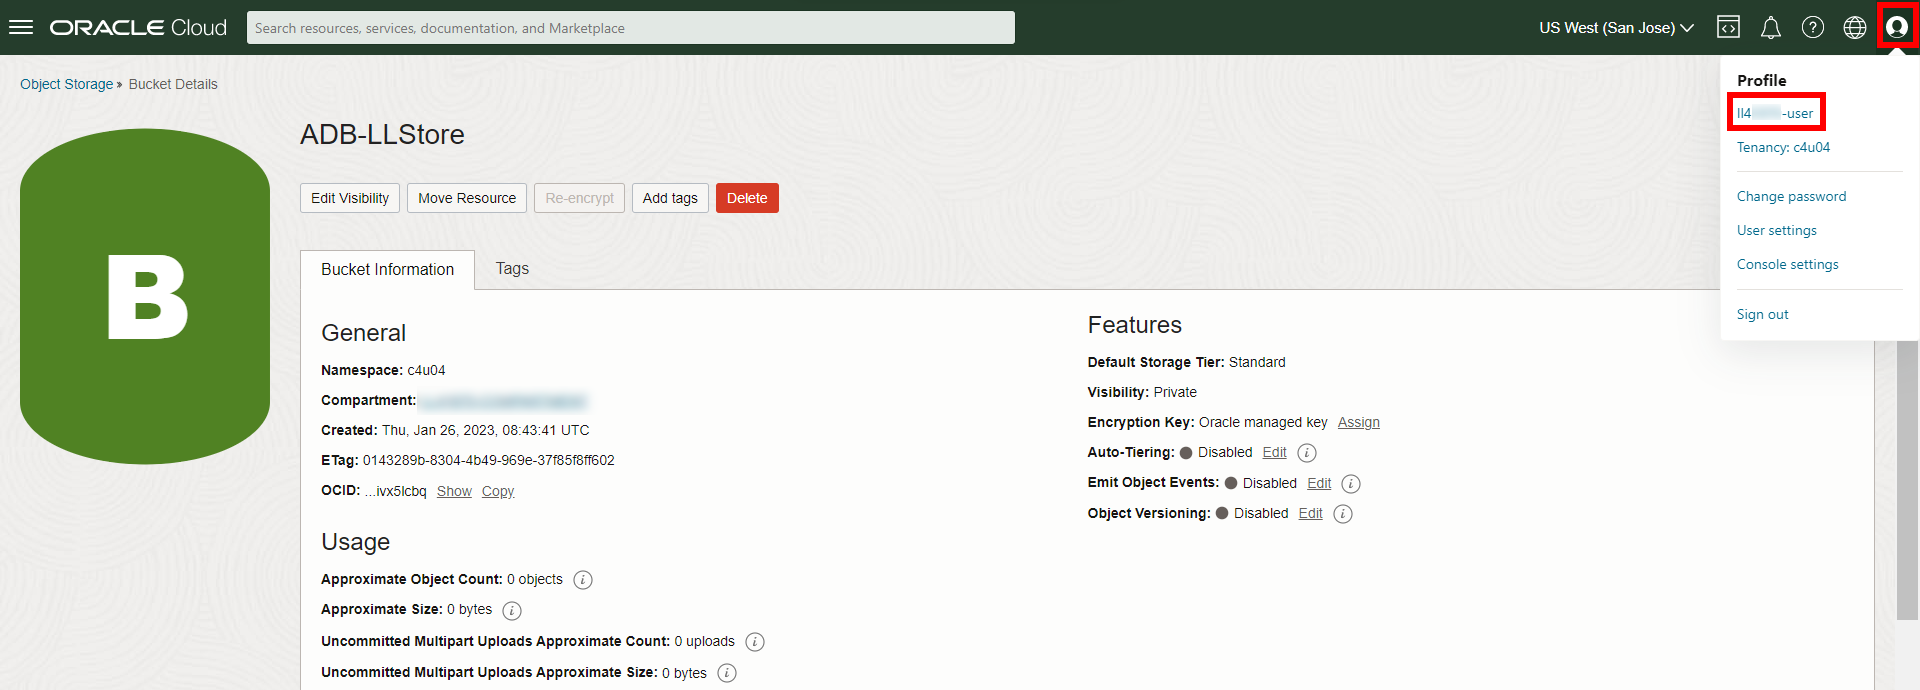 ORACLE Cloud
Search resources, services, documentation, and Marketplace
US West (San Jose)
Profile
ll4 -user
Tenancy: c4u04
Change password
User settings
Console settings
Sign out
Object Storage » Bucket Details
B
ADB-LLStore
Edit Visibility
Move Resource
Re-encrypt
Add tags
Delete
Bucket Information
Tags
General
Namespace: c4u04
Compartment:
Created: Thu, Jan 26, 2023, 08:43:41 UTC
ETag: 0143289b-8304-4b49-969e-37f85f8ff602
OCID: ...ivx5lcbq Show Copy
Usage
Approximate Object Count: 0 objects
Approximate Size: 0 bytes
Uncommitted Multipart Uploads Approximate Count: 0 uploads
Uncommitted Multipart Uploads Approximate Size: 0 bytes
Features
Default Storage Tier: Standard
Visibility: Private
Encryption Key: Oracle managed key Assign
Auto-Tiering: Disabled Edit
Emit Object Events: Disabled Edit
Object Versioning: Disabled Edit